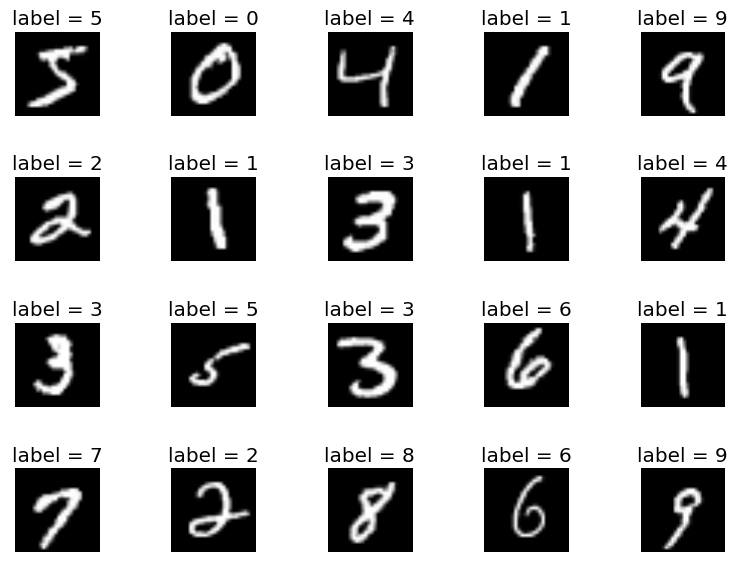 label = 5 label = 0 label = 4 label = 1 label = 9
5 0 4 1 9
label = 2 label = 1 label = 3 label = 1 label = 4
2 1 3 1 4
label = 3 label = 5 label = 3 label = 6 label = 1
3 5 3 6 1
label = 7 label = 2 label = 8 label = 6 label = 9
7 2 8 6 9